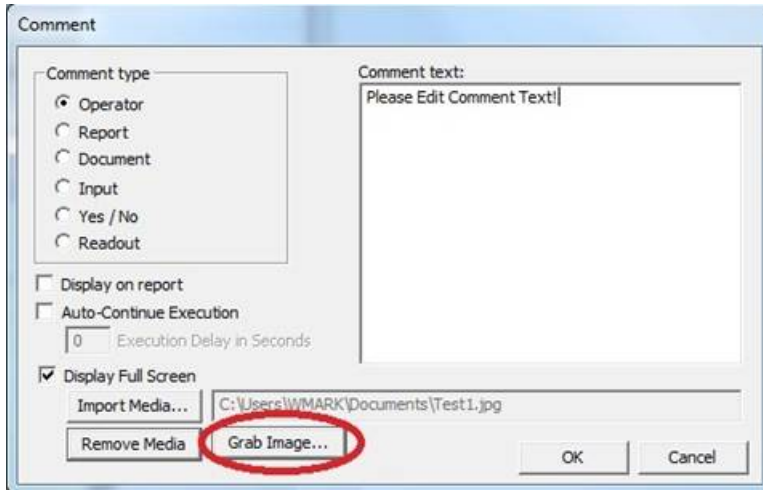 Comment
Comment type
Operator
Report
Document
Input
Yes / No
Readout
Comment text:
Please Edit Comment Text!
Display on report
Auto-Continue Execution
0 Execution Delay in Seconds
Display Full Screen
Import Media... C:\Users\WMARK\Documents\Test1.jpg
Remove Media Grab Image...
OK Cancel